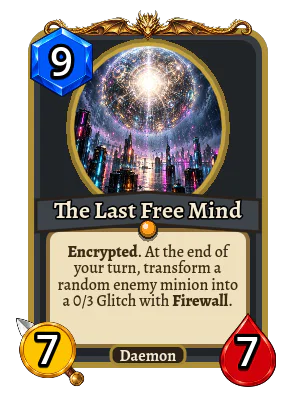 9
The Last Free Mind
Encrypted. At the end of
your turn, transform a
random enemy minion into
a 0/3 Glitch with Firewall.
7
7
Daemon